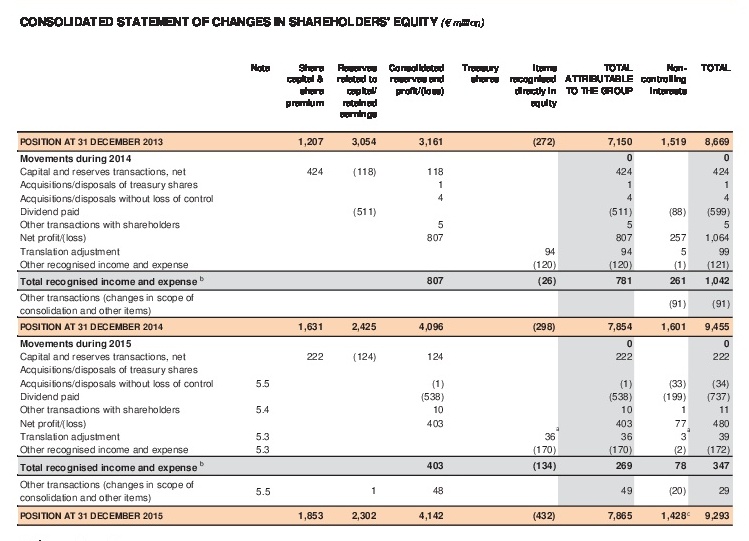 CONSOLIDATED STATEMENT OF CHANGES IN SHAREHOLDERS' EQUITY (€ million)
Note Share capital & share premium Reserves related to capital/ retained earnings Consolidated reserves and profit/(loss) Treasury shares Items recognised directly in equity TOTAL ATTRIBUTABLE TO THE GROUP Non-controlling interests TOTAL
POSITION AT 31 DECEMBER 2013 1,207 3,054 3,161 (272) 7,150 1,519 8,669
Movements during 2014 0 0
Capital and reserves transactions, net 424 (118) 118 424 424
Acquisitions/disposals of treasury shares 1 1 1
Acquisitions/disposals without loss of control 4 4 4
Dividend paid (511) (511) (88) (599)
Other transactions with shareholders 5 5 5
Net profit/(loss) 807 807 257 1,064
Translation adjustment 94 94 5 99
Other recognised income and expense (120) (120) (1) (121)
Total recognised income and expense b 807 (26) 781 261 1,042
Other transactions (changes in scope of
consolidation and other items) (91) (91)
POSITION AT 31 DECEMBER 2014 1,631 2,425 4,096 (298) 7,854 1,601 9,455
Movements during 2015 0 0
Capital and reserves transactions, net 222 (124) 124 222 222
Acquisitions/disposals of treasury shares
Acquisitions/disposals without loss of control 5.5 (1) (1) (33) (34)
Dividend paid (538) (538) (199) (737)
Other transactions with shareholders 5.4 10 10 1 11
Net profit/(loss) 403 403 77 480
Translation adjustment 5.3 36 a 36 3 a 39
Other recognised income and expense 5.3 (170) (170) (2) (172)
Total recognised income and expense b 403 (134) 269 78 347
Other transactions (changes in scope of
consolidation and other items) 5.5 1 48 49 (20) 29
POSITION AT 31 DECEMBER 2015 1,853 2,302 4,142 (432) 7,865 1,428 c 9,293